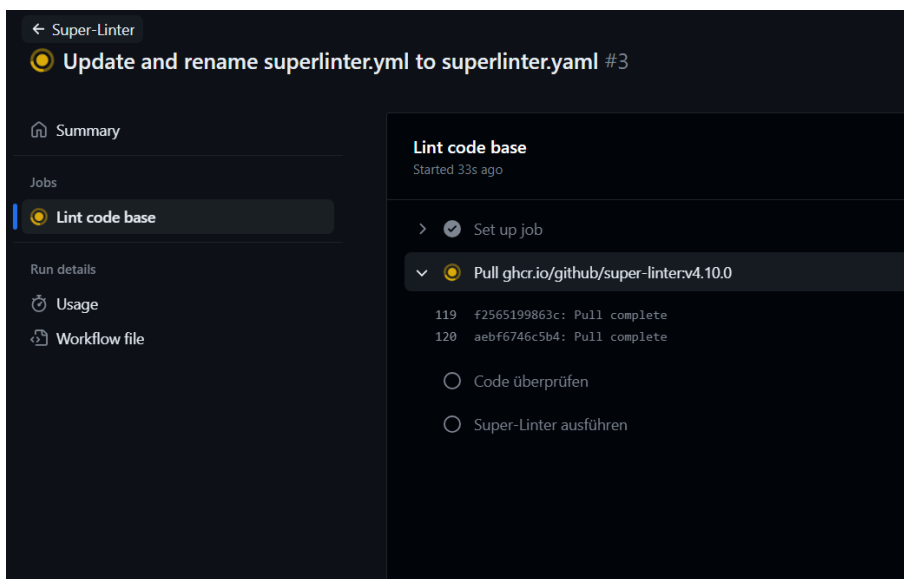 ← Super-Linter
Update and rename superlinter.yml to superlinter.yaml #3
Summary
Jobs
Lint code base
Run details
Usage
Workflow file
Lint code base
Started 33s ago
Set up job
Pull ghcr.io/github/super-linter:v4.10.0
119 f2565199863c: Pull complete
120 aebf6746c5b4: Pull complete
Code überprüfen
Super-Linter ausführen